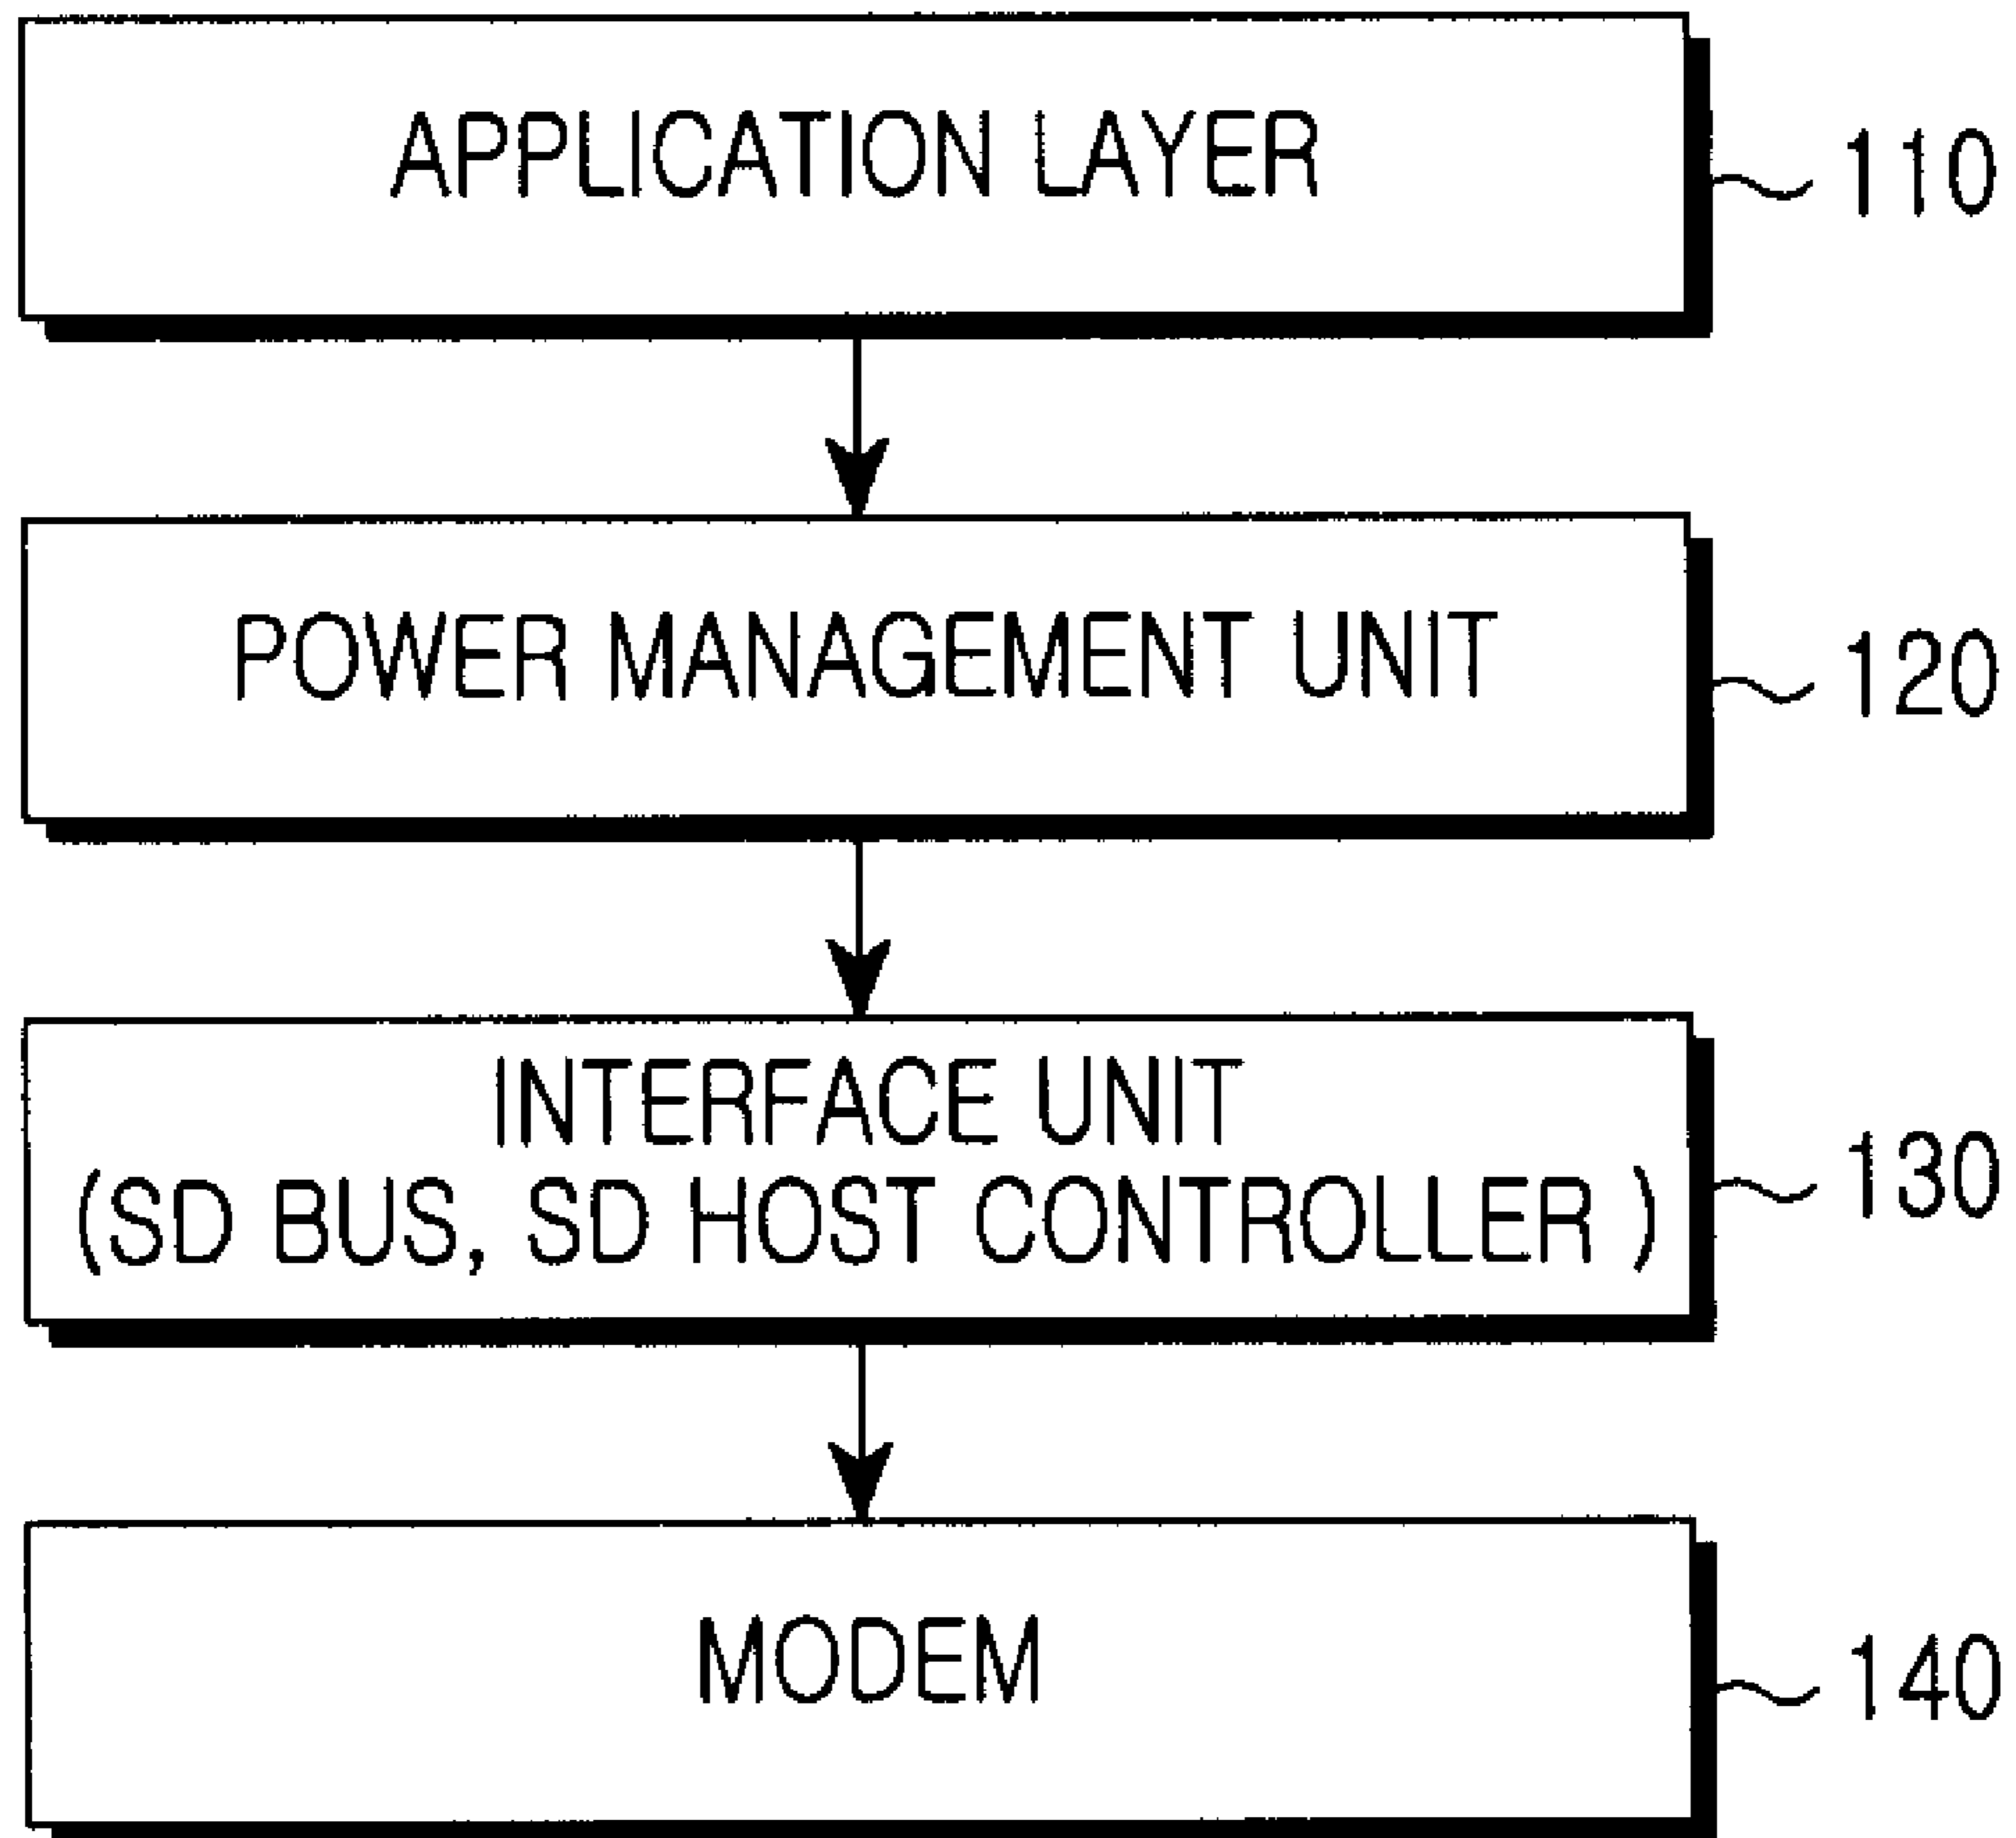 APPLICATION LAYER
110
POWER MANAGEMENT UNIT
120
INTERFACE UNIT
(SD BUS, SD HOST CONTROLLER )
130
MODEM
140